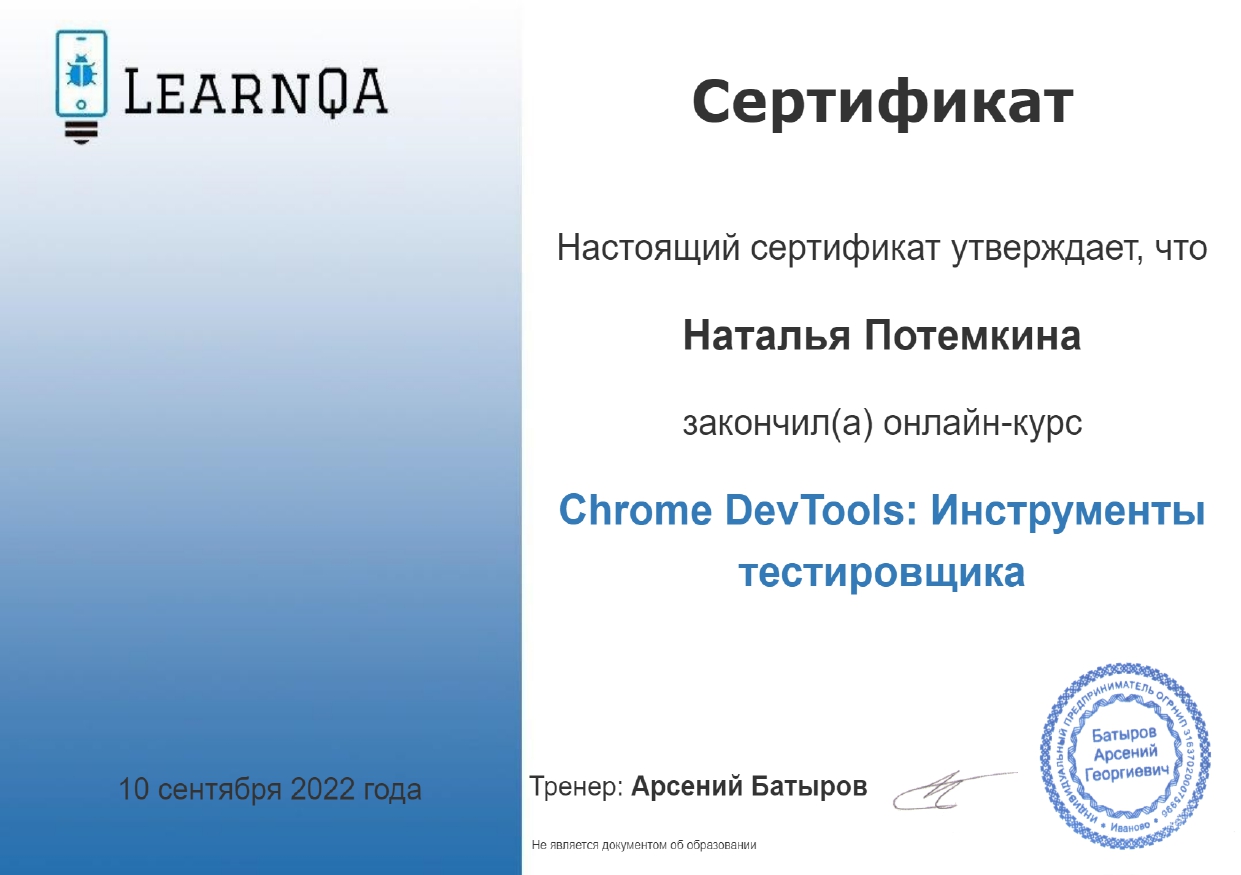 LEARNQA
Сертификат
Настоящий сертификат утверждает, что
Наталья Потемкина
закончил(а) онлайн-курс
Chrome DevTools: Инструменты
тестировщика
10 сентября 2022 года
Тренер: Арсений Батыров
Не является документом об образовании
ИНДИВИДУАЛЬНЫЙ ПРЕДПРИНИМАТЕЛЬ ОГРНИП 316370200075996
Батыров
Арсений
Георгиевич
Иваново